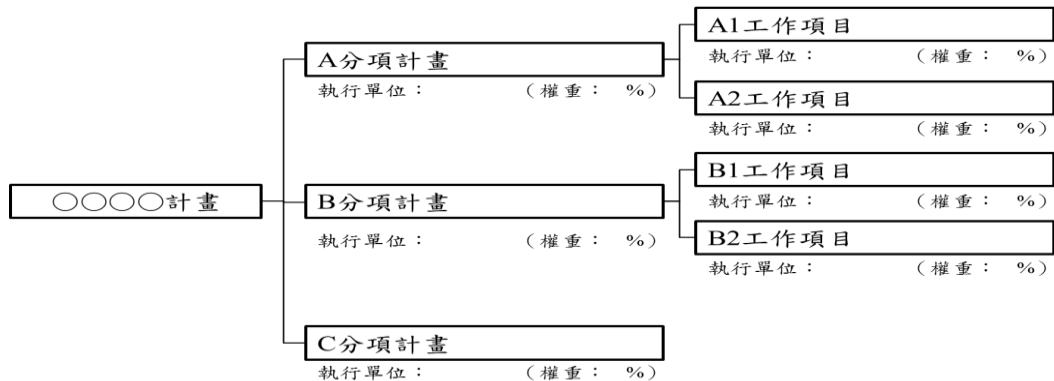 ○○○○計畫
A分項計畫
執行單位： （權重： %）
A1工作項目
執行單位： （權重： %）
A2工作項目
執行單位： （權重： %）
B分項計畫
執行單位： （權重： %）
B1工作項目
執行單位： （權重： %）
B2工作項目
執行單位： （權重： %）
C分項計畫
執行單位： （權重： %）